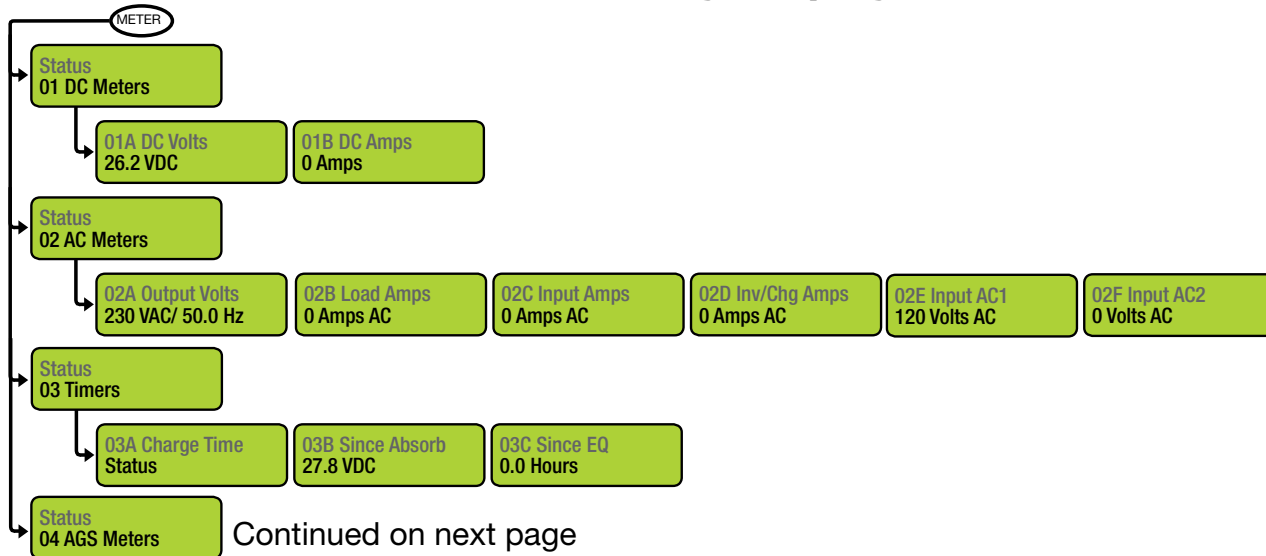 METER
Status
01 DC Meters
01A DC Volts
26.2 VDC
01B DC Amps
0 Amps
Status
02 AC Meters
02A Output Volts
230 VAC/ 50.0 Hz
02B Load Amps
0 Amps AC
02C Input Amps
0 Amps AC
02D Inv/Chg Amps
0 Amps AC
02E Input AC1
120 Volts AC
02F Input AC2
0 Volts AC
Status
03 Timers
03A Charge Time
Status
03B Since Absorb
27.8 VDC
03C Since EQ
0.0 Hours
Status
04 AGS Meters
Continued on next page